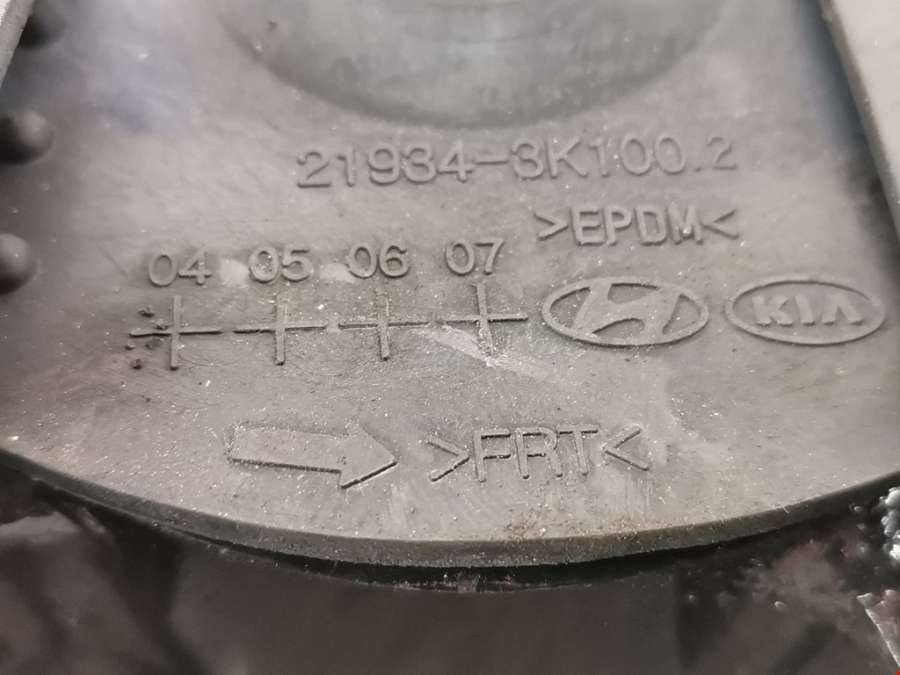 21934-3K100.2
>EPDM<
04 05 06 07
KIA
>FRT<